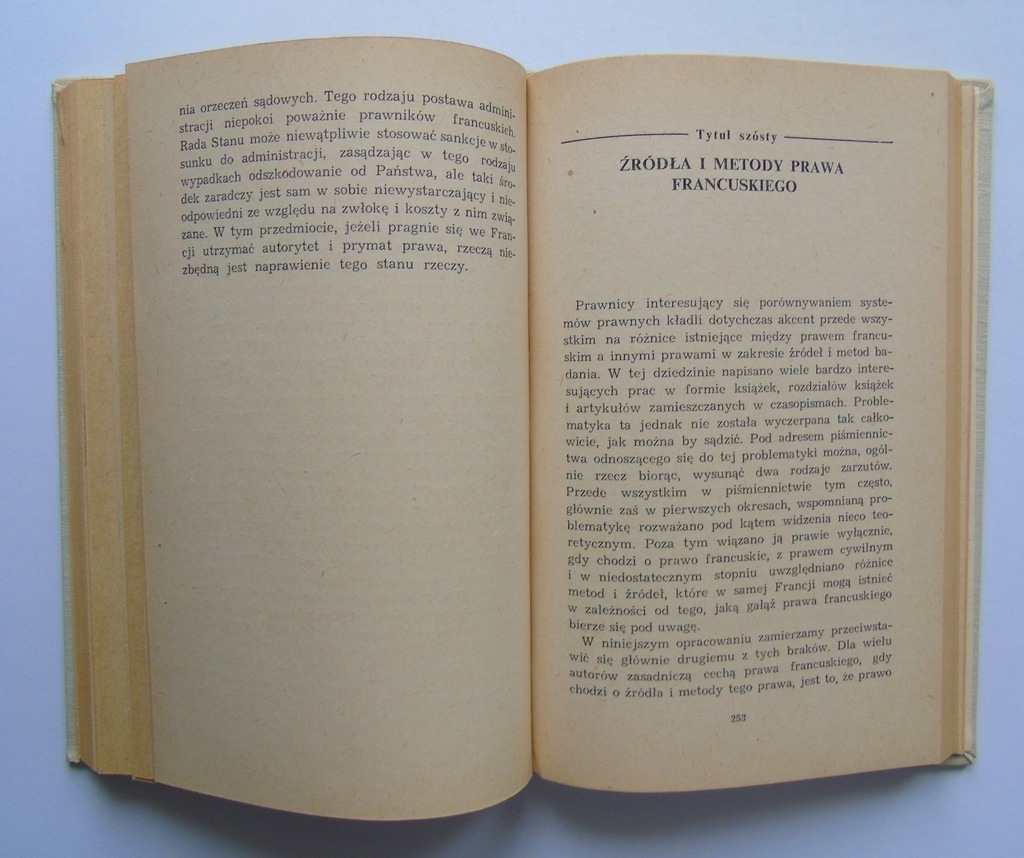 nia orzeczeń sądowych. Tego rodzaju postawa admini-
stracji niepokoi poważnie prawników francuskich.
Rada Stanu może niewątpliwie stosować sankcje w sto-
sunku do administracji, zasądzając w tego rodzaju
wypadkach odszkodowanie od Państwa, ale taki śro-
dek zaradczy jest sam w sobie niewystarczający i nie-
odpowiedni ze względu na zwłokę i koszty z nim zwią-
zane. W tym przedmiocie, jeżeli pragnie się we Fran-
cji utrzymać autorytet i prymat prawa, rzeczą nie-
zbędną jest naprawienie tego stanu rzeczy.
Tytuł szósty
ŹRÓDŁA I METODY PRAWA
FRANCUSKIEGO
Prawnicy interesujący się porównywaniem syste-
mów prawnych kładli dotychczas akcent przede wszy-
stkim na różnice istniejące między prawem francu-
skim a innymi prawami w zakresie źródeł i metod ba-
dania. W tej dziedzinie napisano wiele bardzo intere-
sujących prac w formie książek, rozdziałów książek
i artykułów zamieszczanych w czasopismach. Proble-
matyka ta jednak nie została wyczerpana tak całko-
wicie, jak można by sądzić. Pod adresem piśmiennic-
twa odnoszącego się do tej problematyki można, ogól-
nie rzecz biorąc, wysunąć dwa rodzaje zarzutów.
Przede wszystkim w piśmiennictwie tym często,
głównie zaś w pierwszych okresach, wspomnianą pro-
blematykę rozważano pod kątem widzenia nieco teo-
retycznym. Poza tym wiązano ją prawie wyłącznie,
gdy chodzi o prawo francuskie, z prawem cywilnym
i w niedostatecznym stopniu uwzględniano różnice
metod i źródeł, które w samej Francji mogą istnieć
w zależności od tego, jaką gałąź prawa francuskiego
bierze się pod uwagę.
W niniejszym opracowaniu zamierzamy przeciwsta-
wić się głównie drugiemu z tych braków. Dla wielu
autorów zasadniczą cechą prawa francuskiego, gdy
chodzi o źródła i metody tego prawa, jest to, że prawo
253